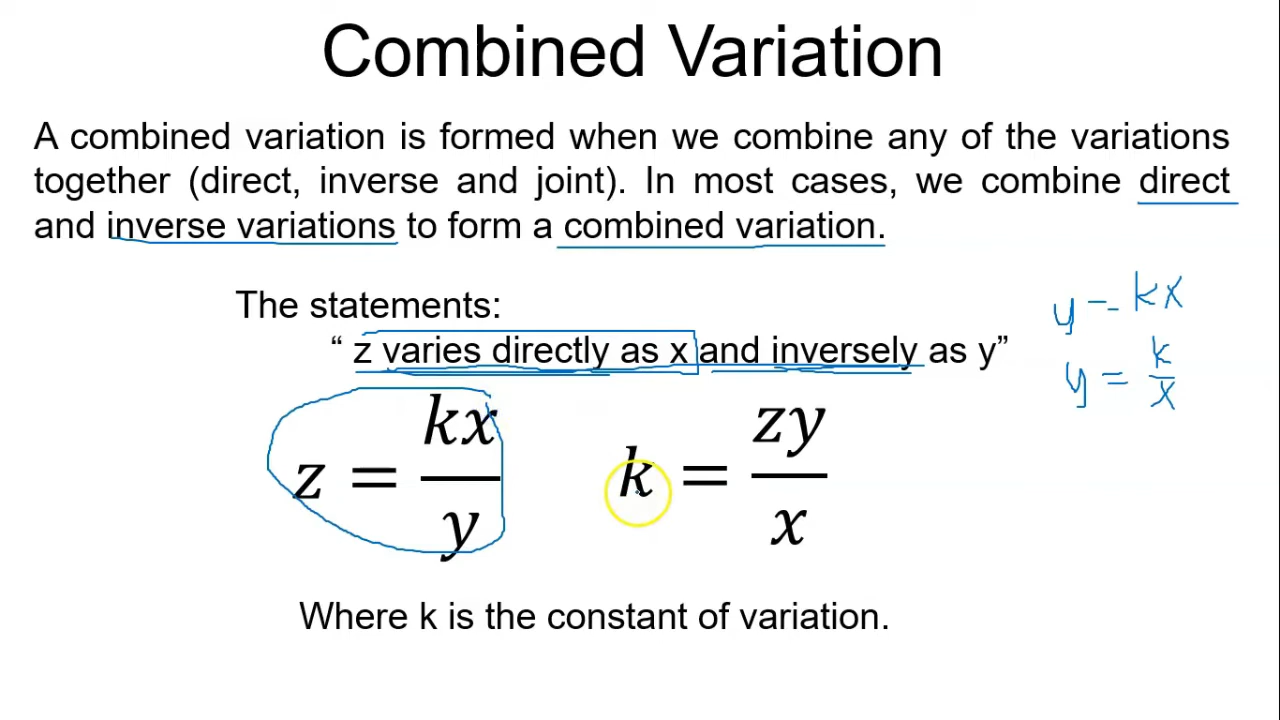 Combined Variation
A combined variation is formed when we combine any of the variations
together (direct, inverse and joint). In most cases, we combine direct
and inverse variations to form a combined variation.
The statements:
“ z varies directly as x and inversely as y”
y = kx
y = k/x
z = kx/y
k = zy/x
Where k is the constant of variation.